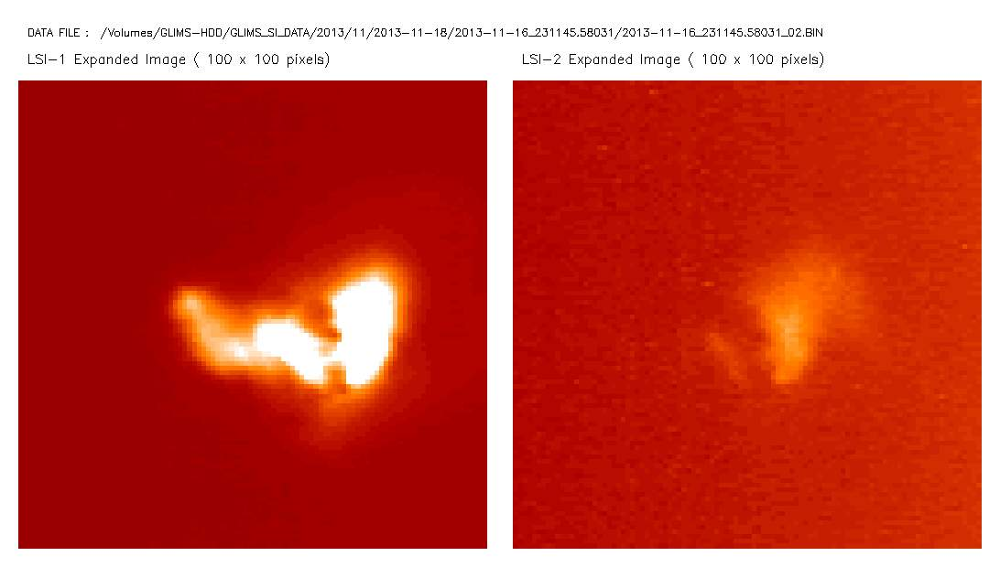 DATA FILE : /Volumes/GLIMS-HDD/GLIMS_SI_DATA/2013/11/2013-11-18/2013-11-16_231145.58031/2013-11-16_231145.58031_02.BIN
LSI-1 Expanded Image ( 100 x 100 pixels)
LSI-2 Expanded Image ( 100 x 100 pixels)